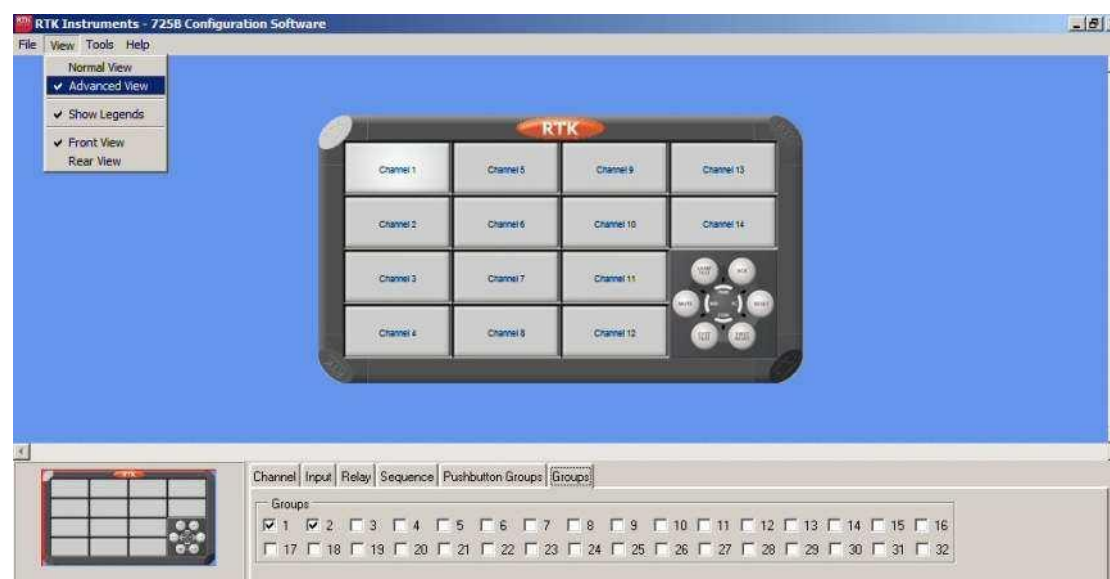 RTK Instruments - 725B Configuration Software
File View Tools Help
Normal View
Advanced View
Show Legends
Front View
Rear View
RTK
Channel 1 Channel 5 Channel 9 Channel 13
Channel 2 Channel 6 Channel 10 Channel 14
Channel 3 Channel 7 Channel 11
Channel 4 Channel 8 Channel 12
MUTE RESET
RTK
Channel Input Relay Sequence Pushbutton Groups Groups
Groups
1 2 3 4 5 6 7 8 9 10 11 12 13 14 15 16
17 18 19 20 21 22 23 24 25 26 27 28 29 30 31 32